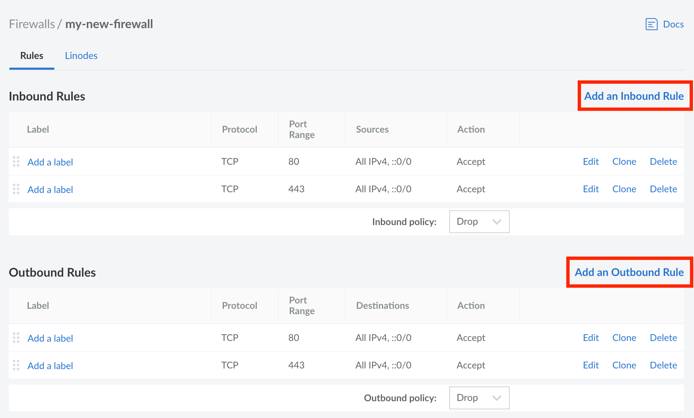 Firewalls / my-new-firewall Docs
Rules Linodes
Inbound Rules Add an Inbound Rule
Label Protocol Port Range Sources Action
Add a label TCP 80 All IPv4, ::0/0 Accept Edit Clone Delete
Add a label TCP 443 All IPv4, ::0/0 Accept Edit Clone Delete
Inbound policy: Drop
Outbound Rules Add an Outbound Rule
Label Protocol Port Range Destinations Action
Add a label TCP 80 All IPv4, ::0/0 Accept Edit Clone Delete
Add a label TCP 443 All IPv4, ::0/0 Accept Edit Clone Delete
Outbound policy: Drop